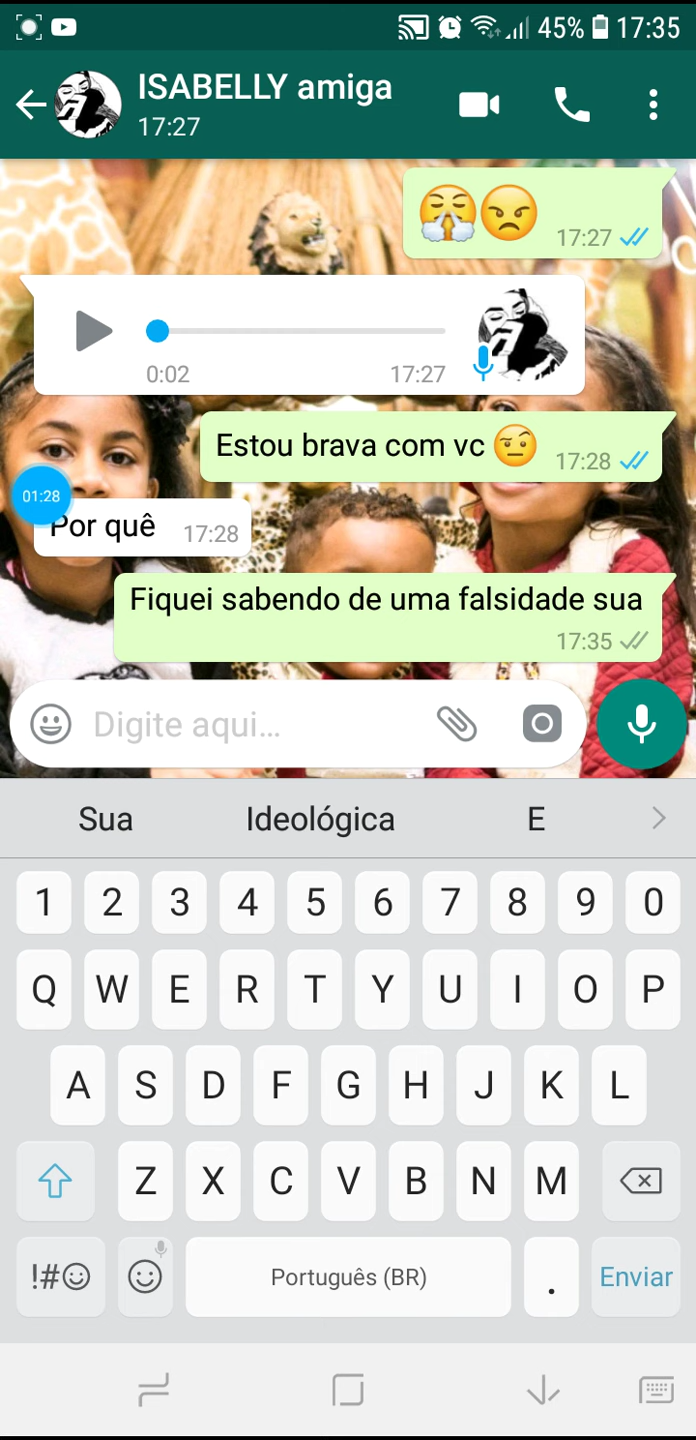 45% 17:35
ISABELLY amiga
17:27
17:27
0:02 17:27
Estou brava com vc 17:28
01:28
Por quê 17:28
Fiquei sabendo de uma falsidade sua
17:35
Digite aqui...
Sua Ideológica E
1 2 3 4 5 6 7 8 9 0
Q W E R T Y U I O P
A S D F G H J K L
Z X C V B N M
!#☺ Português (BR) . Enviar